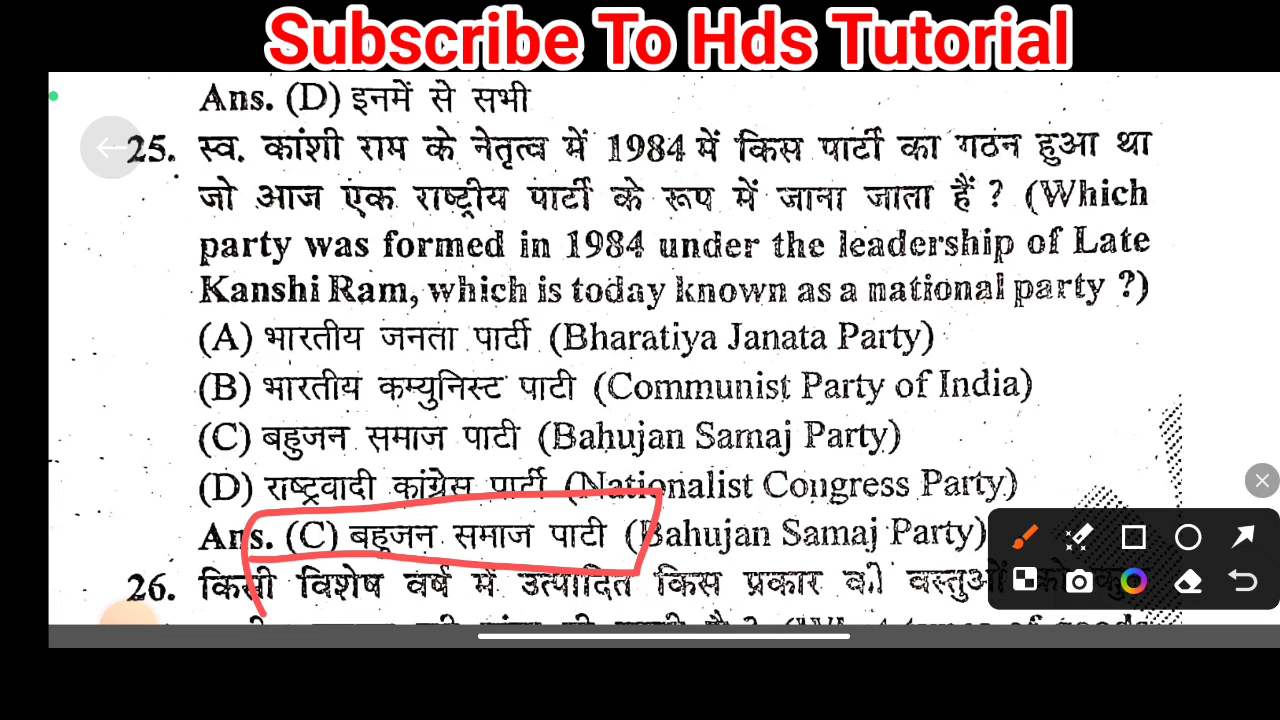 Subscribe To Hds Tutorial
Ans. (D) इनमें से सभी
25. स्व. कांशी राम के नेतृत्व में 1984 में किस पार्टी का गठन हुआ था
जो आज एक राष्ट्रीय पार्टी के रूप में जाना जाता हैं ? (Which
party was formed in 1984 under the leadership of Late
Kanshi Ram, which is today known as a national party ?)
(A) भारतीय जनता पार्टी (Bharatiya Janata Party)
(B) भारतीय कम्युनिस्ट पाटी (Communist Party of India)
(C) बहुजन समाज पाटी (Bahujan Samaj Party)
(D) राष्ट्रवादी कांग्रेस पार्टी (Nationalist Congress Party)
Ans. (C) बहुजन समाज पाटी (Bahujan Samaj Party)
26. किसी विशेष वर्ष में उत्पादित किस प्रकार की वस्तुओं